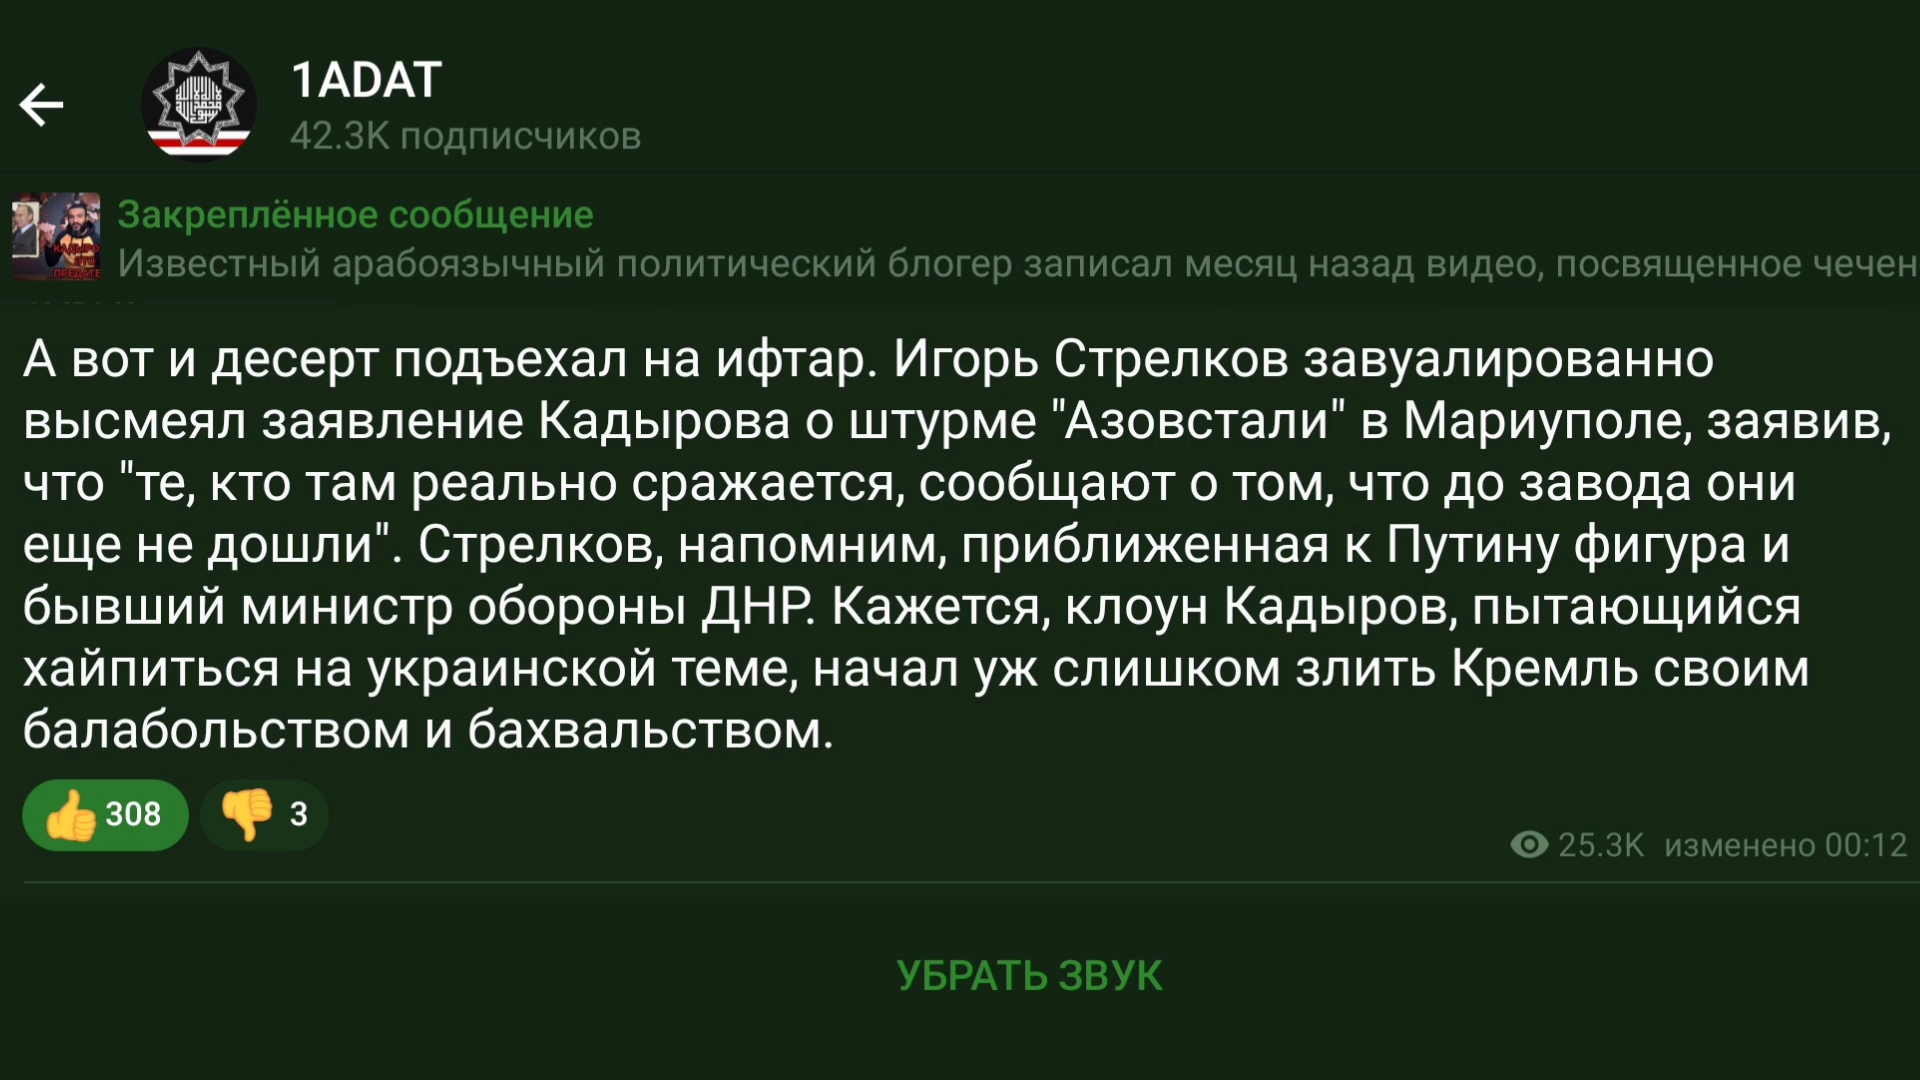 1ADAT
42.3K подписчиков
Закреплённое сообщение
Известный арабоязычный политический блогер записал месяц назад видео, посвященное чечен
А вот и десерт подъехал на ифтар. Игорь Стрелков завуалированно
высмеял заявление Кадырова о штурме "Азовстали" в Мариуполе, заявив,
что "те, кто там реально сражается, сообщают о том, что до завода они
еще не дошли". Стрелков, напомним, приближенная к Путину фигура и
бывший министр обороны ДНР. Кажется, клоун Кадыров, пытающийся
хайпиться на украинской теме, начал уж слишком злить Кремль своим
балабольством и бахвальством.
308
3
25.3K изменено 00:12
УБРАТЬ ЗВУК